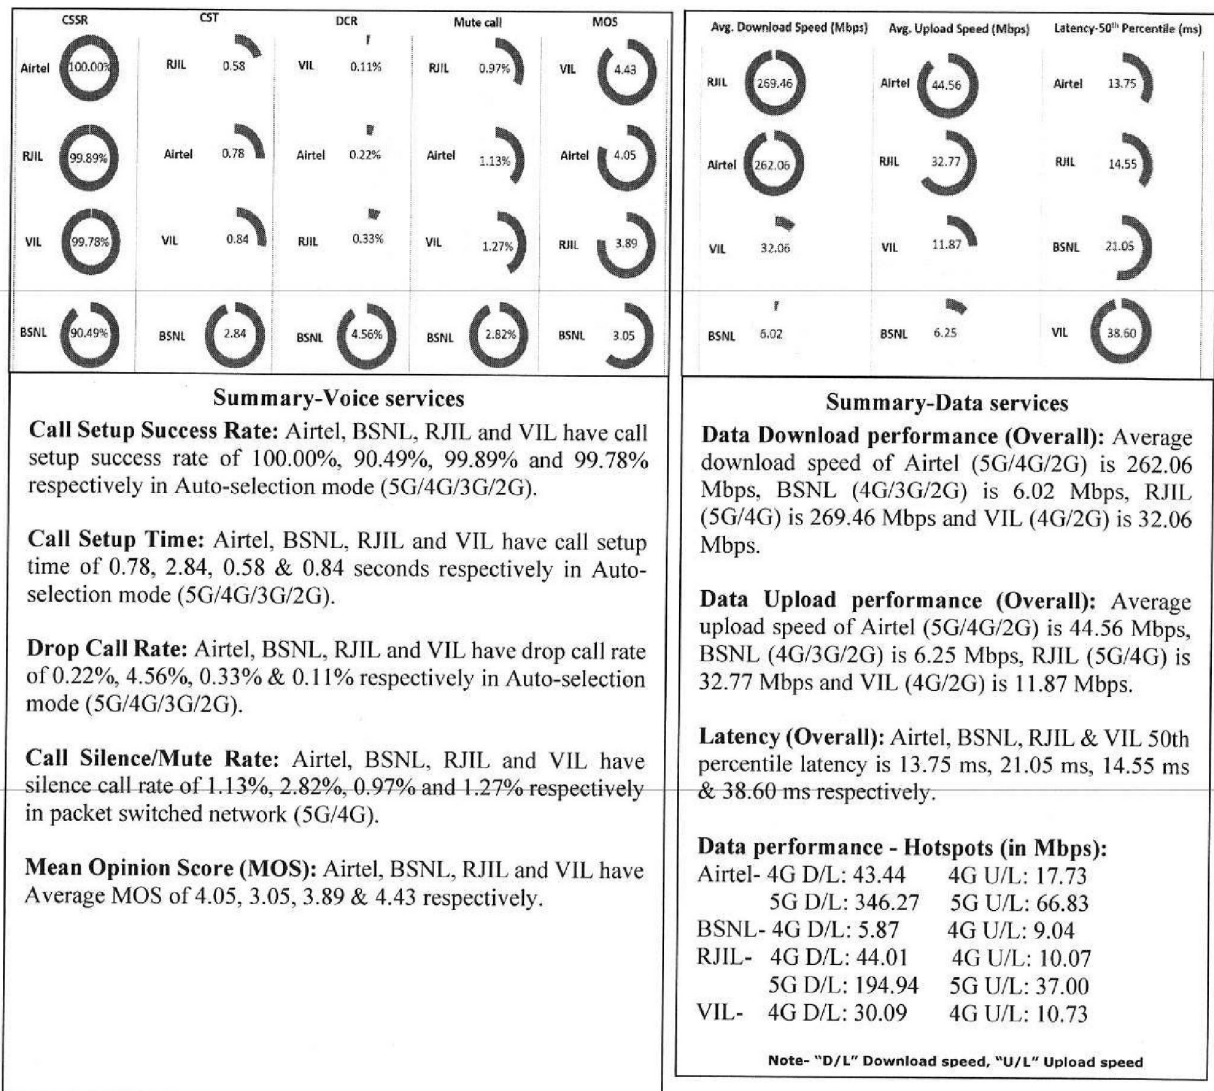 CSSR CST DCR Mute call MOS
Airtel 100.00% RJIL 0.58 VIL 0.11% RJIL 0.97% VIL 4.43
RJIL 99.89% Airtel 0.78 Airtel 0.22% Airtel 1.13% Airtel 4.05
VIL 99.78% VIL 0.84 RJIL 0.33% VIL 1.27% RJIL 3.89
BSNL 90.49% BSNL 2.84 BSNL 4.56% BSNL 2.82% BSNL 3.05
Summary-Voice services
Call Setup Success Rate: Airtel, BSNL, RJIL and VIL have call
setup success rate of 100.00%, 90.49%, 99.89% and 99.78%
respectively in Auto-selection mode (5G/4G/3G/2G).
Call Setup Time: Airtel, BSNL, RJIL and VIL have call setup
time of 0.78, 2.84, 0.58 & 0.84 seconds respectively in Auto-
selection mode (5G/4G/3G/2G).
Drop Call Rate: Airtel, BSNL, RJIL and VIL have drop call rate
of 0.22%, 4.56%, 0.33% & 0.11% respectively in Auto-selection
mode (5G/4G/3G/2G).
Call Silence/Mute Rate: Airtel, BSNL, RJIL and VIL have
silence call rate of 1.13%, 2.82%, 0.97% and 1.27% respectively
in packet switched network (5G/4G).
Mean Opinion Score (MOS): Airtel, BSNL, RJIL and VIL have
Average MOS of 4.05, 3.05, 3.89 & 4.43 respectively.
Avg. Download Speed (Mbps) Avg. Upload Speed (Mbps) Latency-50th Percentile (ms)
RJIL 269.46 Airtel 44.56 Airtel 13.75
Airtel 262.06 RJIL 32.77 RJIL 14.55
VIL 32.06 VIL 11.87 BSNL 21.05
BSNL 6.02 BSNL 6.25 VIL 38.60
Summary-Data services
Data Download performance (Overall): Average
download speed of Airtel (5G/4G/2G) is 262.06
Mbps, BSNL (4G/3G/2G) is 6.02 Mbps, RJIL
(5G/4G) is 269.46 Mbps and VIL (4G/2G) is 32.06
Mbps.
Data Upload performance (Overall): Average
upload speed of Airtel (5G/4G/2G) is 44.56 Mbps,
BSNL (4G/3G/2G) is 6.25 Mbps, RJIL (5G/4G) is
32.77 Mbps and VIL (4G/2G) is 11.87 Mbps.
Latency (Overall): Airtel, BSNL, RJIL & VIL 50th
percentile latency is 13.75 ms, 21.05 ms, 14.55 ms
& 38.60 ms respectively.
Data performance - Hotspots (in Mbps):
Airtel- 4G D/L: 43.44 4G U/L: 17.73
5G D/L: 346.27 5G U/L: 66.83
BSNL- 4G D/L: 5.87 4G U/L: 9.04
RJIL- 4G D/L: 44.01 4G U/L: 10.07
5G D/L: 194.94 5G U/L: 37.00
VIL- 4G D/L: 30.09 4G U/L: 10.73
Note- "D/L" Download speed, "U/L" Upload speed